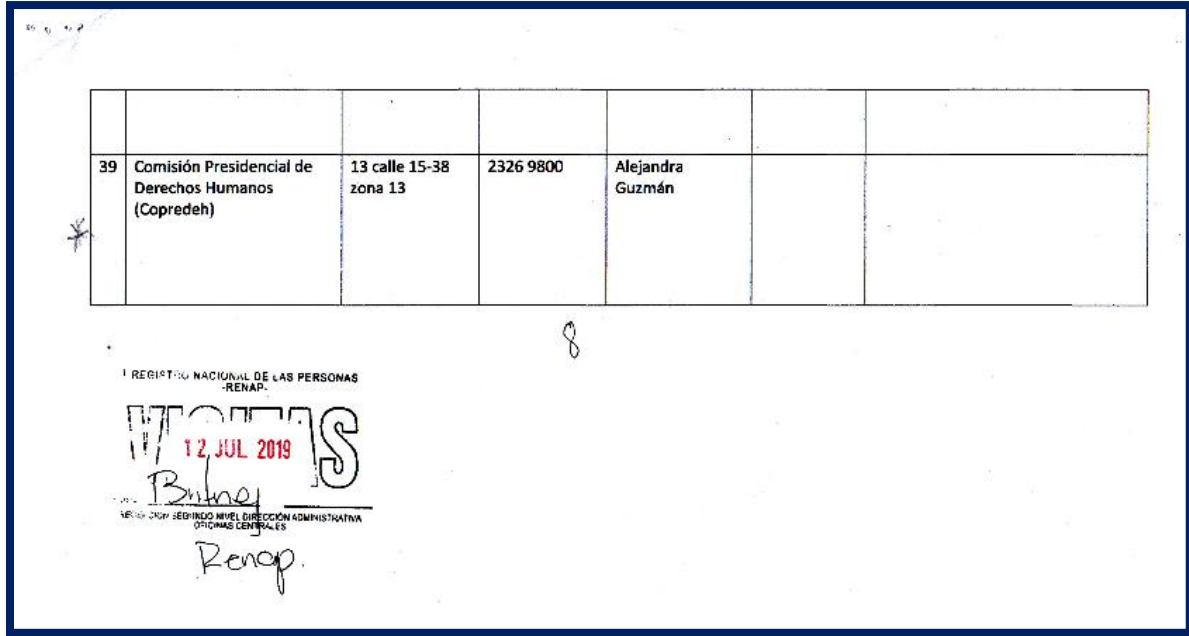 39 Comisión Presidencial de 13 calle 15-38 2326 9800 Alejandra
Derechos Humanos zona 13 Guzmán
(Copredeh)
8
REGISTRO NACIONAL DE LAS PERSONAS
-RENAP-
VISITAS
12 JUL 2019
SEGUNDO NIVEL DIRECCIÓN ADMINISTRATIVA
OFICINAS CENTRALES
Renap.